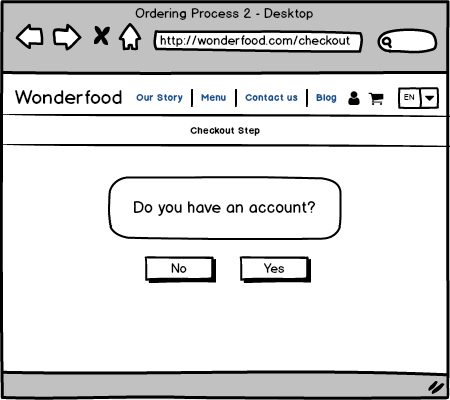 Ordering Process 2 - Desktop
http://wonderfood.com/checkout
Wonderfood Our Story Menu Contact us Blog EN
Checkout Step
Do you have an account?
No Yes